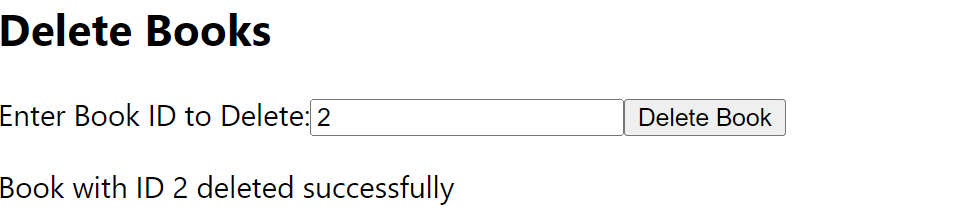 Delete Books
Enter Book ID to Delete: 2 Delete Book
Book with ID 2 deleted successfully